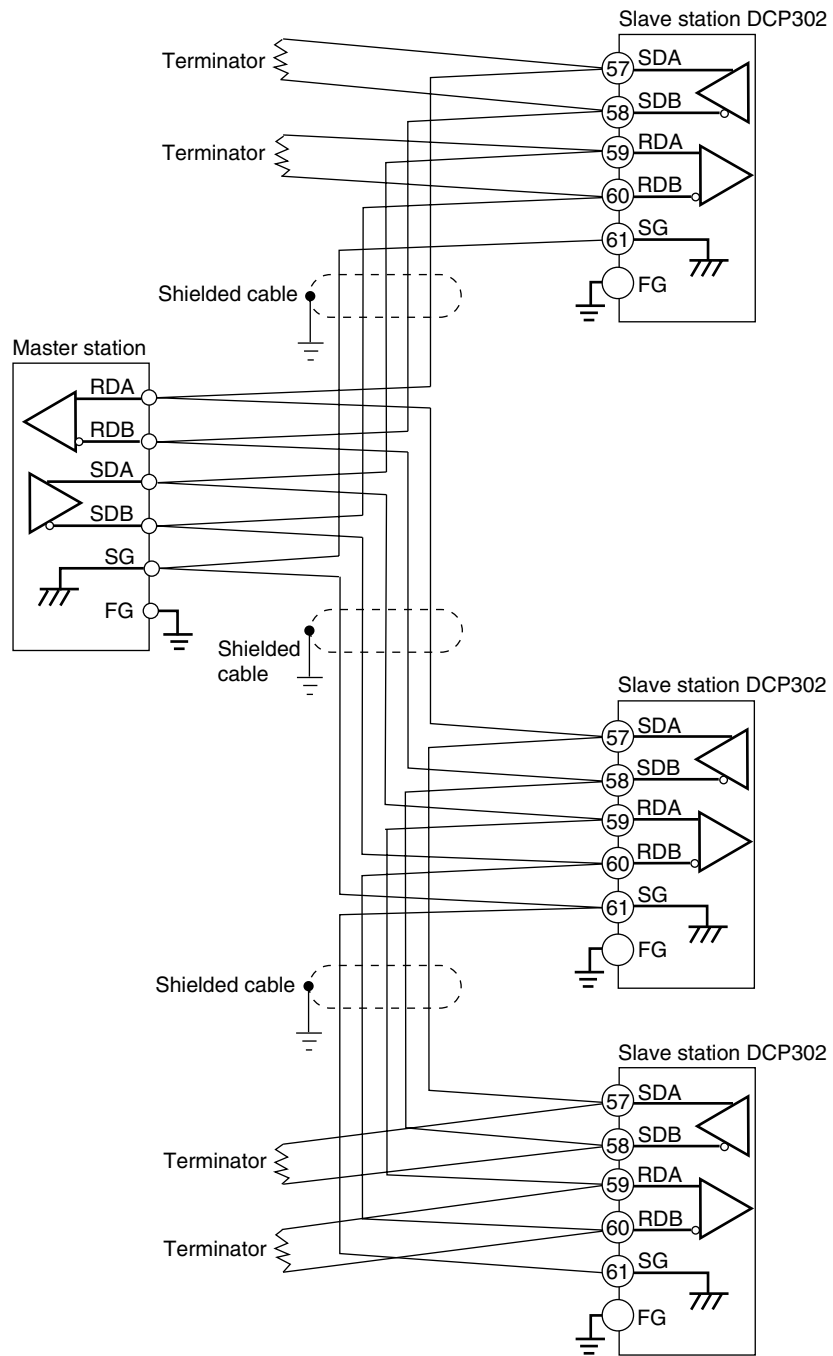 Slave station DCP302
Terminator
57 SDA
58 SDB
Terminator
59 RDA
60 RDB
61 SG
FG
Shielded cable
Master station
RDA
RDB
SDA
SDB
SG
FG
Shielded
cable
Slave station DCP302
57 SDA
58 SDB
59 RDA
60 RDB
61 SG
FG
Shielded cable
Slave station DCP302
57 SDA
58 SDB
Terminator
59 RDA
60 RDB
Terminator
61 SG
FG